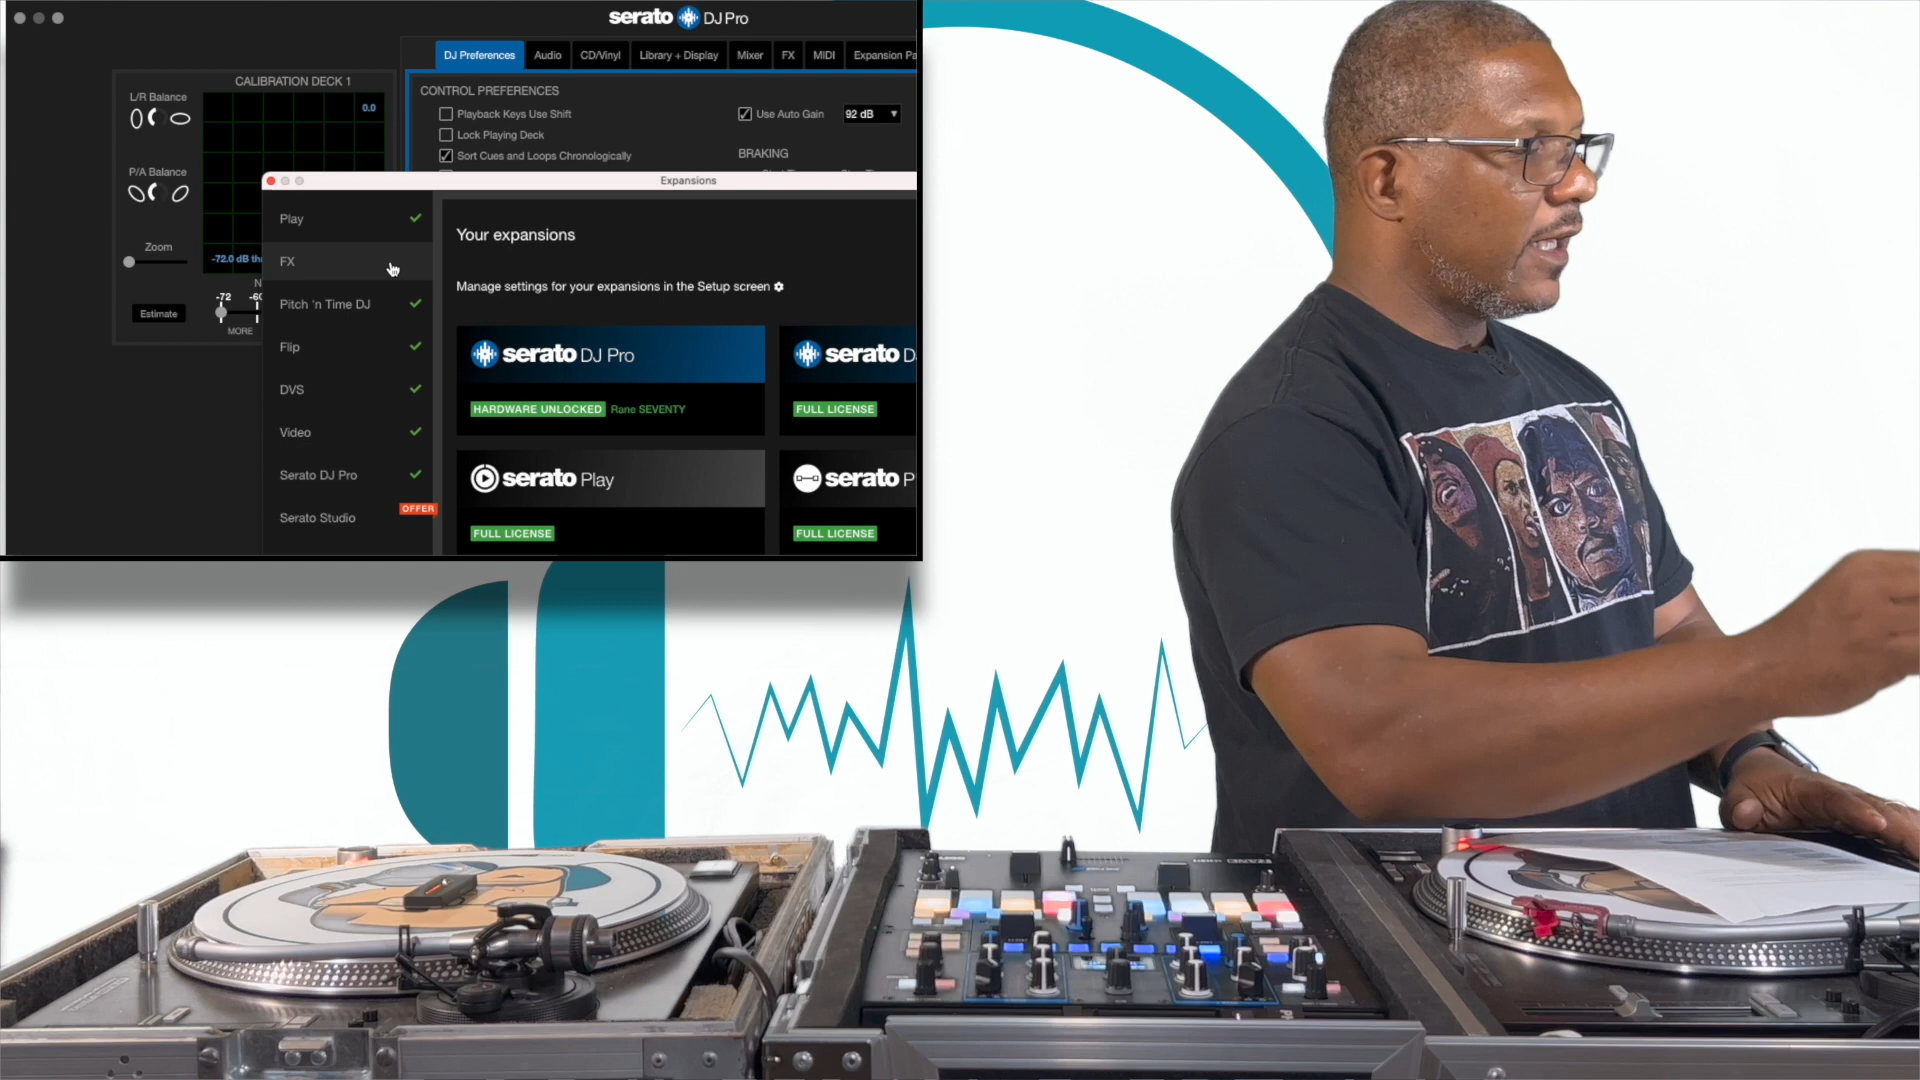 serato DJ Pro
DJ Preferences Audio CD/Vinyl Library + Display Mixer FX MIDI Expansion Pa
CALIBRATION DECK 1
L/R Balance
0.0
P/A Balance
Zoom
-72.0 dB thr
-72 -60
Estimate
MORE
CONTROL PREFERENCES
Playback Keys Use Shift
Lock Playing Deck
Sort Cues and Loops Chronologically
Use Auto Gain 92 dB
BRAKING
Expansions
Play
FX
Pitch 'n Time DJ
Flip
DVS
Video
Serato DJ Pro
Serato Studio
OFFER
Your expansions
Manage settings for your expansions in the Setup screen
serato DJ Pro
HARDWARE UNLOCKED Rane SEVENTY
serato D
FULL LICENSE
serato Play
FULL LICENSE
serato P
FULL LICENSE